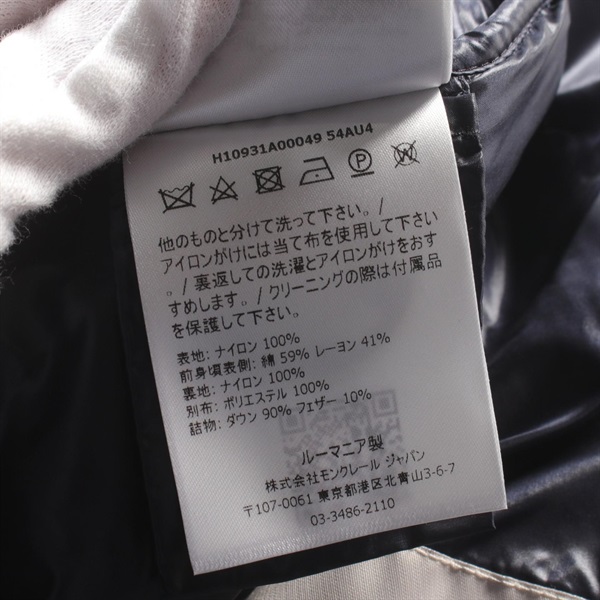 H10931A00049 54AU4
他のものと分けて洗って下さい。/
アイロンがけには当て布を使用して下さい
。/ 裏返しての洗濯とアイロンがけをおす
すめします。/ クリーニングの際は付属品
を保護して下さい。
表地: ナイロン 100%
前身頃表側: 綿 59% レーヨン 41%
裏地: ナイロン 100%
別布: ポリエステル 100%
詰物: ダウン 90% フェザー 10%
ルーマニア製
株式会社モンクレール ジャパン
〒107-0061 東京都港区北青山3-6-7
03-3486-2110